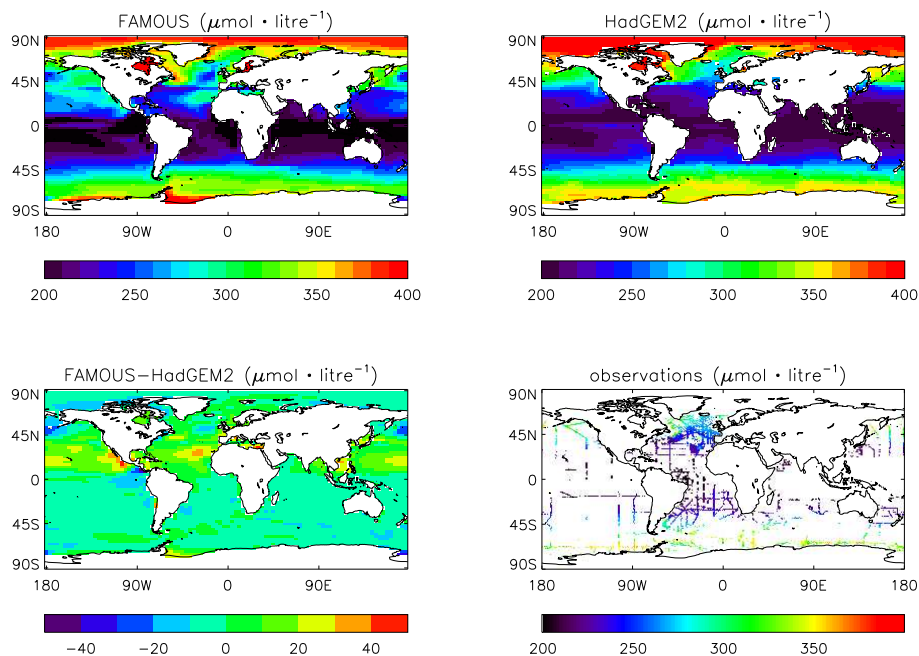 FAMOUS (μmol • litre⁻¹)
90N
45N
0
45S
90S
180 90W 0 90E
200 250 300 350 400
HadGEM2 (μmol • litre⁻¹)
90N
45N
0
45S
90S
180 90W 0 90E
200 250 300 350 400
FAMOUS−HadGEM2 (μmol • litre⁻¹)
90N
45N
0
45S
90S
180 90W 0 90E
−40 −20 0 20 40
observations (μmol • litre⁻¹)
90N
45N
0
45S
90S
180 90W 0 90E 180
200 250 300 350